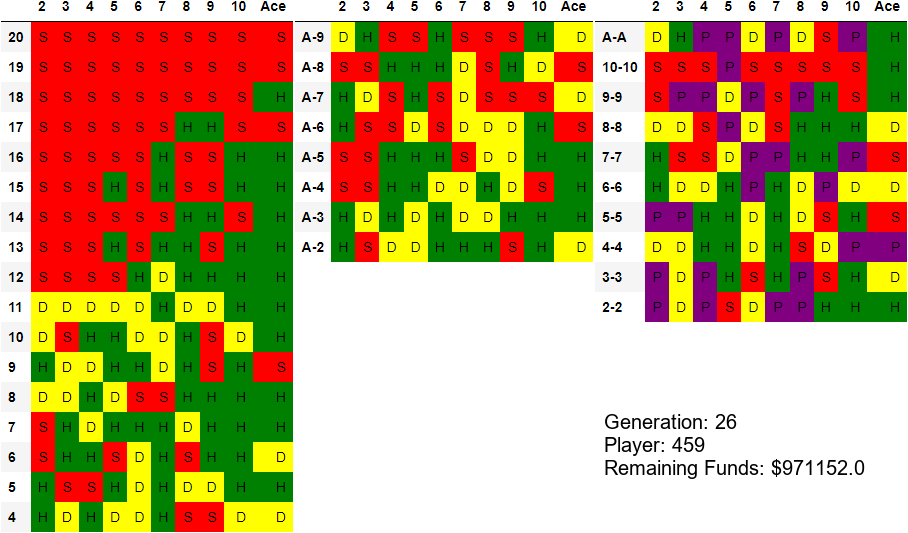 2 3 4 5 6 7 8 9 10 Ace
20 S S S S S S S S S S
19 S S S S S S S S S S
18 S S S S S S S S S H
17 S S S S S S H H S S
16 S S S S S H S S H H
15 S S S H S H S S H H
14 S S S S S S H H S H
13 S S S H S H H S H H
12 S S S S H D H H H H
11 D D D D D H D D H H
10 D S H H D D H S D H
9 H D D H H D H S H S
8 D D H D S S H H H H
7 S H D H H H D H H H
6 S H H S D H S H H D
5 H S S H D H D D H H
4 H D H D D H S S D D
2 3 4 5 6 7 8 9 10 Ace
A-9 D H S S H S S S H D
A-8 S S H H H D S H D S
A-7 H D S H S D S S S D
A-6 H S S D S D D D H S
A-5 S S H H H S D D H H
A-4 S S H H D D H D S H
A-3 H D H D H D D H H H
A-2 H S D D H H H S H D
2 3 4 5 6 7 8 9 10 Ace
A-A D H P P D P D S P H
10-10 S S S P S S S S S H
9-9 S P P D P S P H S H
8-8 D D S P D S H H H D
7-7 H S S D P P H H P S
6-6 H D D H P H D P D D
5-5 P P H H D H D S H S
4-4 D D H H D H S D P P
3-3 P D P H S H P S H D
2-2 P D P S D P P H H H
Generation: 26
Player: 459
Remaining Funds: $971152.0